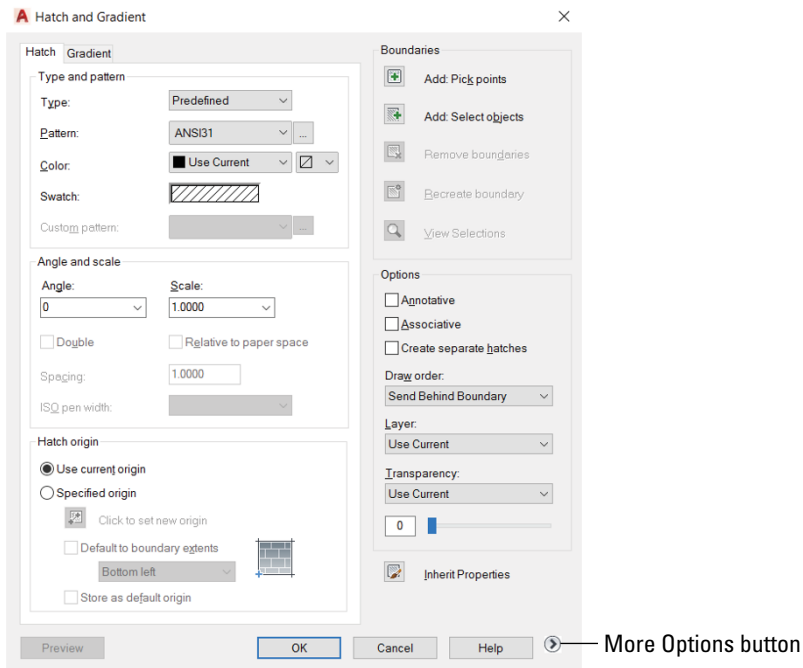 A Hatch and Gradient
Hatch Gradient
Type and pattern
Type: Predefined
Pattern: ANSI31 ...
Color: Use Current
Swatch:
Custom pattern: ...
Angle and scale
Angle: Scale:
0 1.0000
Double Relative to paper space
Spacing: 1.0000
ISO pen width:
Hatch origin
Use current origin
Specified origin
Click to set new origin
Default to boundary extents
Bottom left
Store as default origin
Boundaries
Add: Pick points
Add: Select objects
Remove boundaries
Recreate boundary
View Selections
Options
Annotative
Associative
Create separate hatches
Draw order:
Send Behind Boundary
Layer:
Use Current
Transparency:
Use Current
0
Inherit Properties
Preview OK Cancel Help More Options button